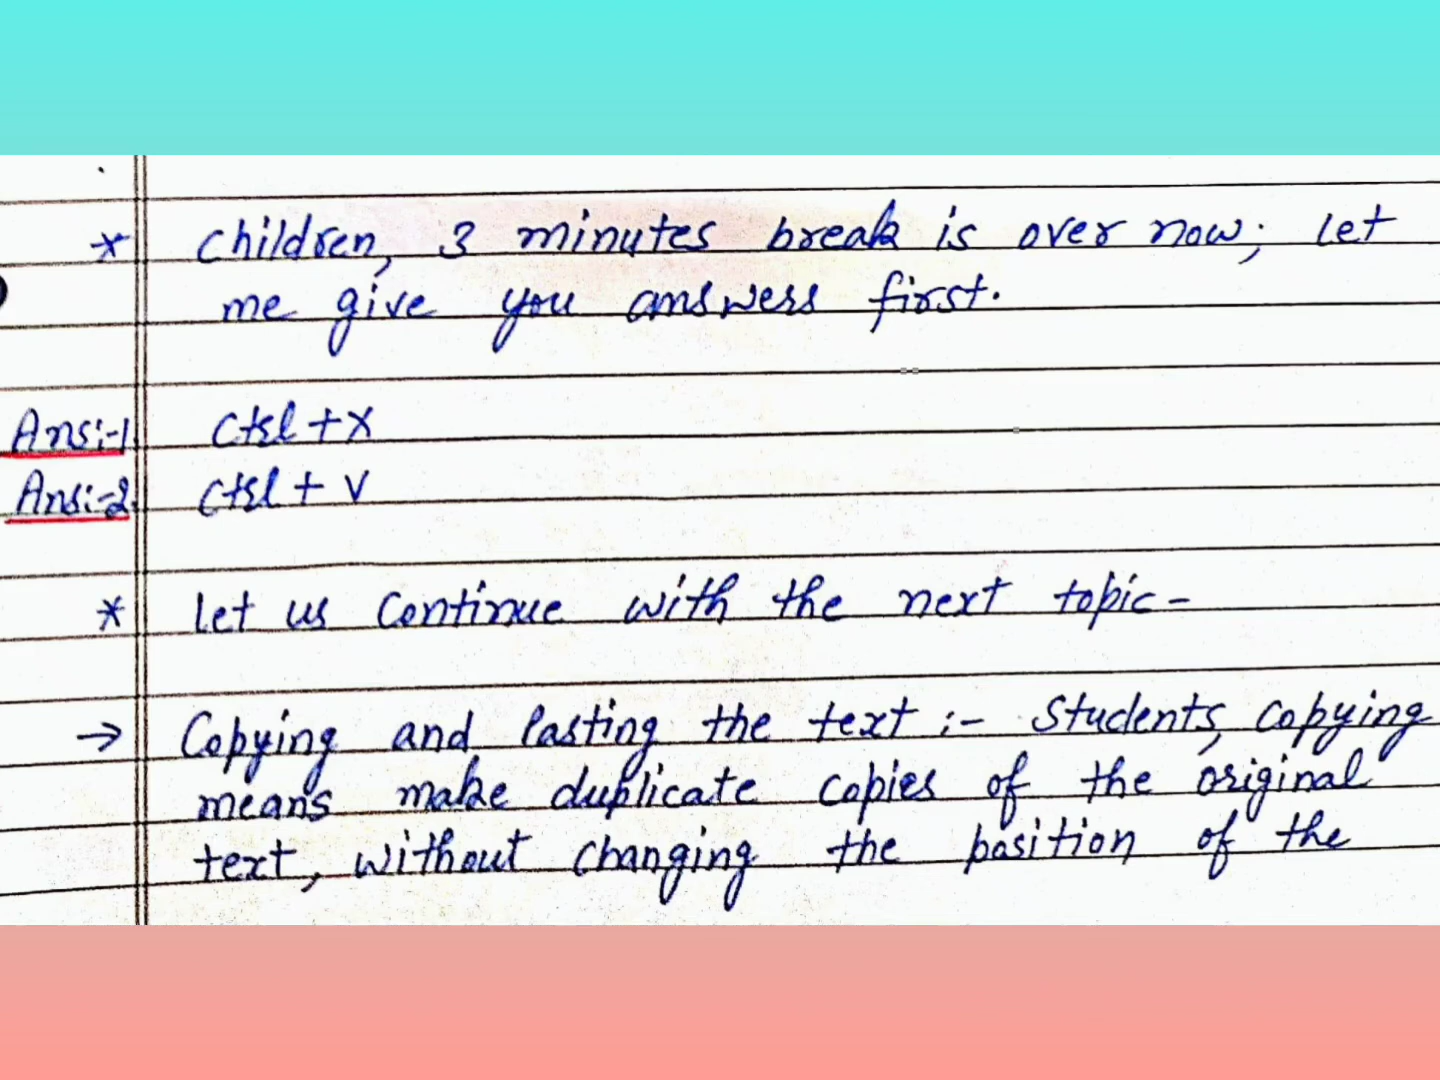 * Children, 3 minutes break is over now; let
me give you answers first.
Ans:-1 Ctrl+X
Ans:-2. Ctrl + V
* let us Continue with the next topic-
→ Copying and Pasting the text :- Students, Copying
means make duplicate copies of the original
text, without changing the position of the